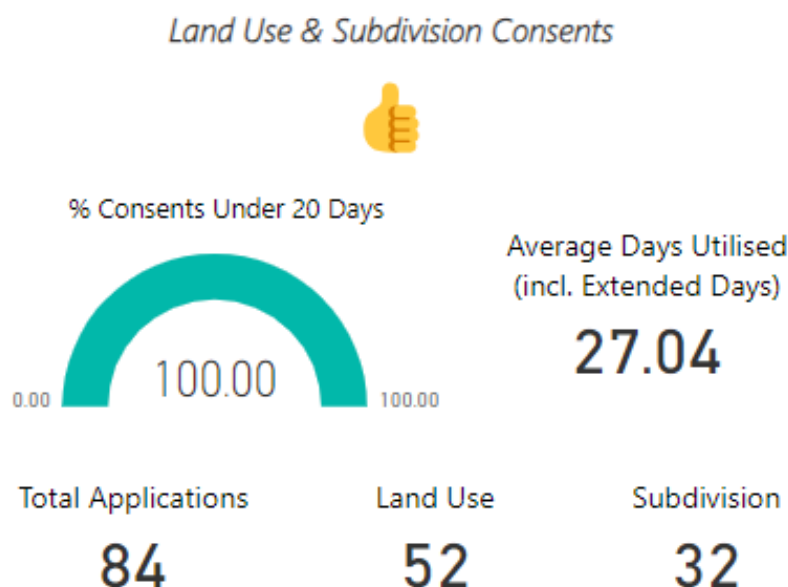 Land Use & Subdivision Consents
% Consents Under 20 Days
0.00
100.00
100.00
Average Days Utilised
(incl. Extended Days)
27.04
Total Applications
84
Land Use
52
Subdivision
32